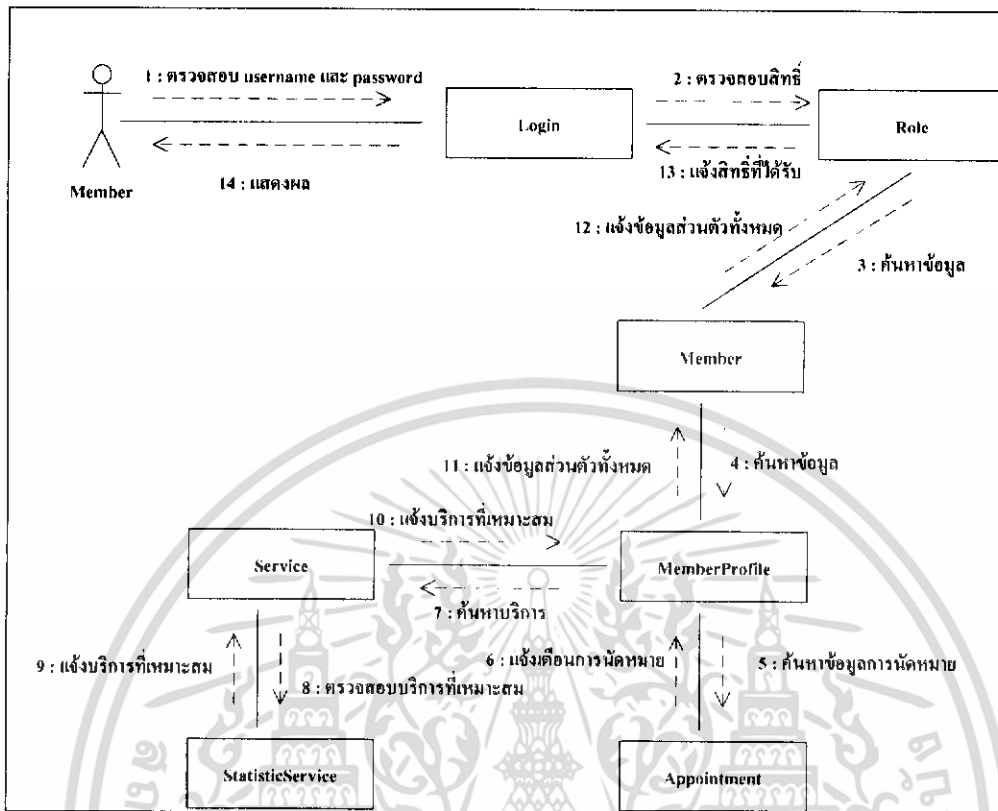 1 : ตรวจสอบ username และ password
2 : ตรวจสอบสิทธิ์
Login
Role
Member
14 : แสดงผล
13 : แจ้งสิทธิ์ที่ได้รับ
12 : แจ้งข้อมูลส่วนตัวทั้งหมด
3 : ค้นหาข้อมูล
Member
11 : แจ้งข้อมูลส่วนตัวทั้งหมด
4 : ค้นหาข้อมูล
10 : แจ้งบริการที่เหมาะสม
Service
MemberProfile
7 : ค้นหาบริการ
9 : แจ้งบริการที่เหมาะสม
6 : แจ้งเตือนการนัดหมาย
5 : ค้นหาข้อมูลการนัดหมาย
8 : ตรวจสอบบริการที่เหมาะสม
StatisticService
Appointment